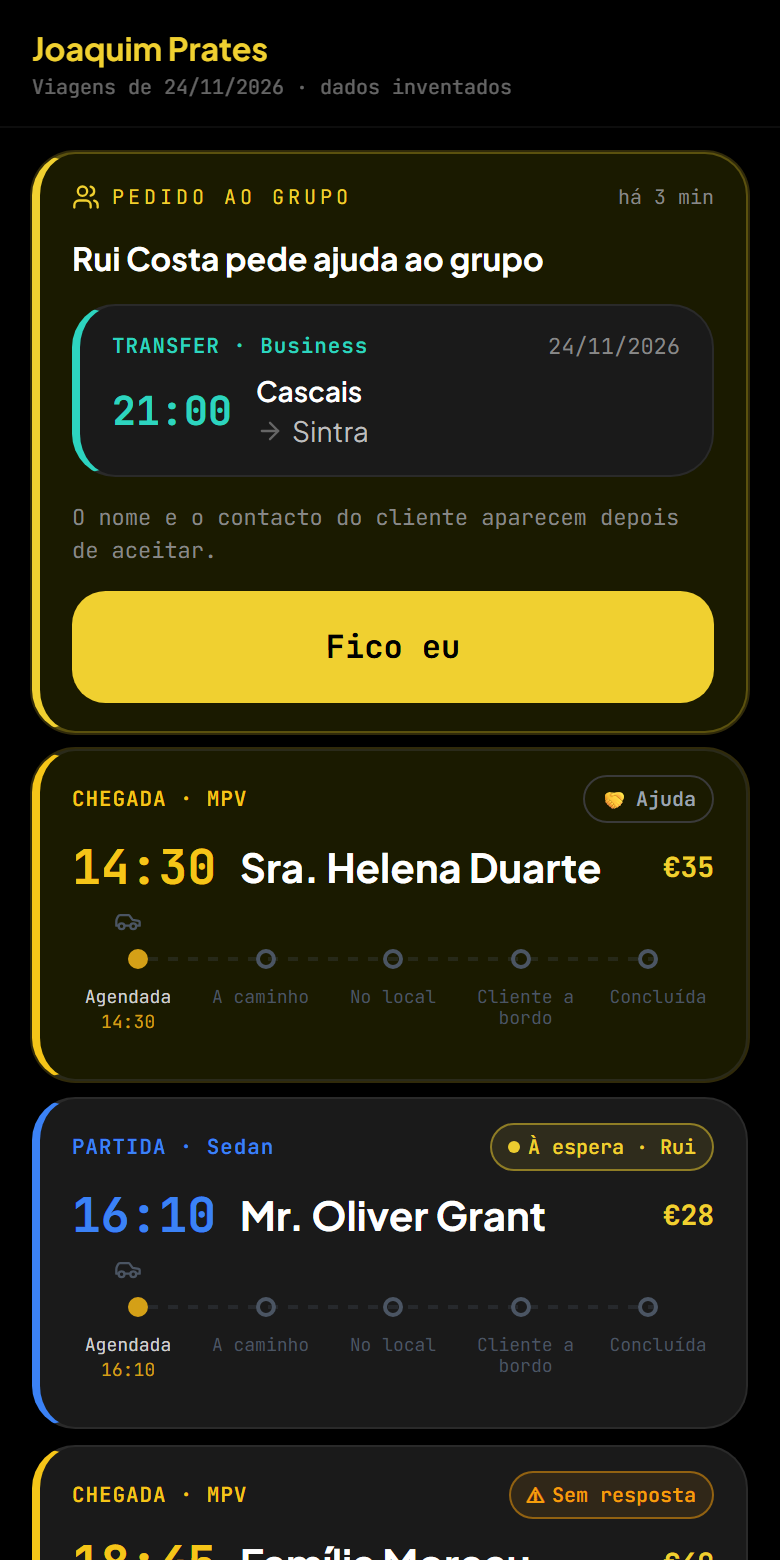 Joaquim Prates
Viagens de 24/11/2026 · dados inventados
PEDIDO AO GRUPO
há 3 min
Rui Costa pede ajuda ao grupo
TRANSFER · Business
24/11/2026
21:00
Cascais
→ Sintra
O nome e o contacto do cliente aparecem depois
de aceitar.
Fico eu
CHEGADA · MPV
Ajuda
14:30 Sra. Helena Duarte €35
Agendada A caminho No local Cliente a Concluída
14:30 bordo
PARTIDA · Sedan
À espera · Rui
16:10 Mr. Oliver Grant €28
Agendada A caminho No local Cliente a Concluída
16:10 bordo
CHEGADA · MPV
Sem resposta
18:45 Família Moreau